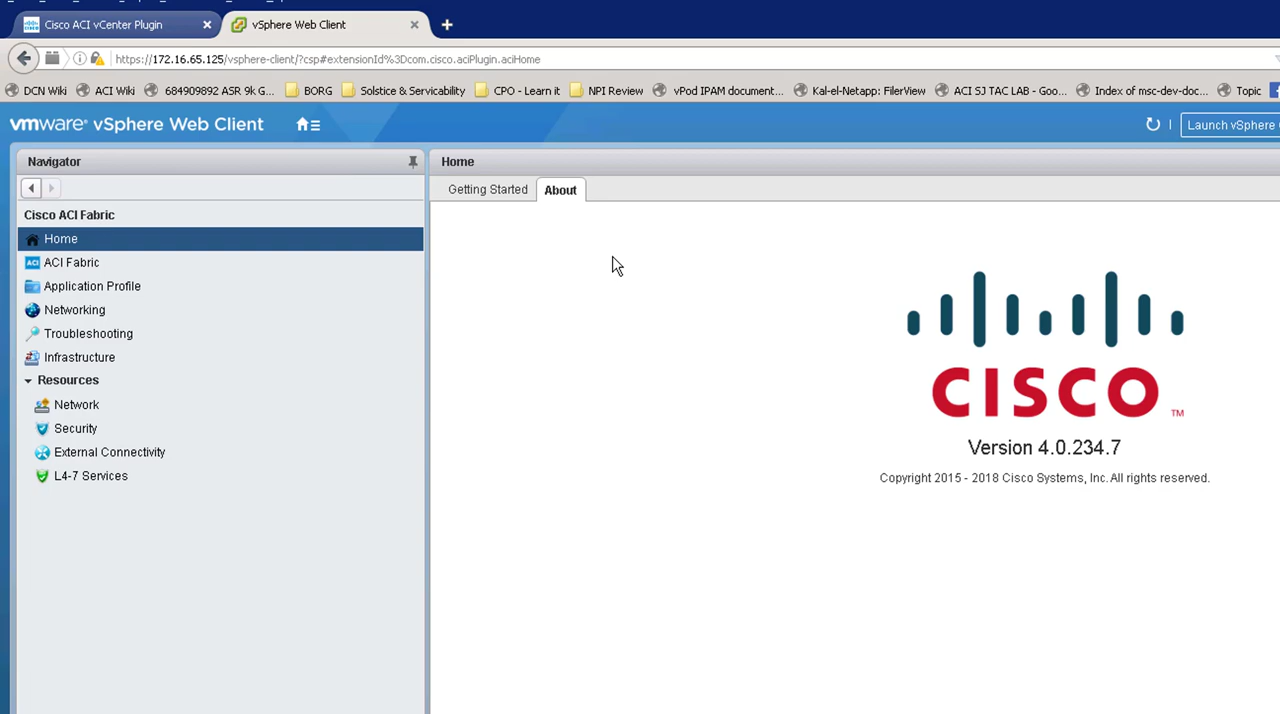 Cisco ACI vCenter Plugin
vSphere Web Client
https://172.16.65.125/vsphere-client/?csp#extensionId%3Dcom.cisco.aciPlugin.aciHome
DCN Wiki ACI Wiki 684909892 ASR 9k G... BORG Solstice & Servicability CPO - Learn it NPI Review vPod IPAM document... Kal-el-Netapp: FilerView ACI SJ TAC LAB - Goo... Index of msc-dev-doc... Topic
vmware® vSphere Web Client
Launch vSphere
Navigator
Cisco ACI Fabric
Home
ACI Fabric
Application Profile
Networking
Troubleshooting
Infrastructure
Resources
Network
Security
External Connectivity
L4-7 Services
Home
Getting Started About
CISCO ™
Version 4.0.234.7
Copyright 2015 - 2018 Cisco Systems, Inc. All rights reserved.